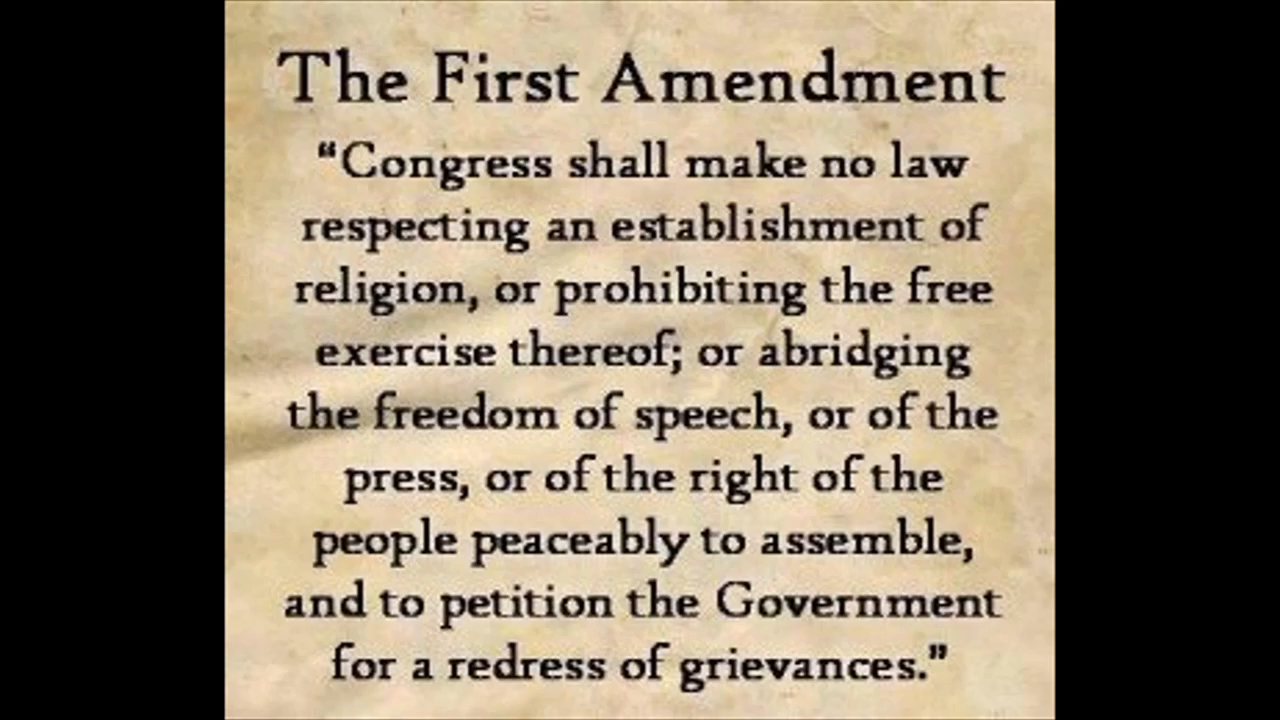 The First Amendment
“Congress shall make no law
respecting an establishment of
religion, or prohibiting the free
exercise thereof; or abridging
the freedom of speech, or of the
press, or of the right of the
people peaceably to assemble,
and to petition the Government
for a redress of grievances.”